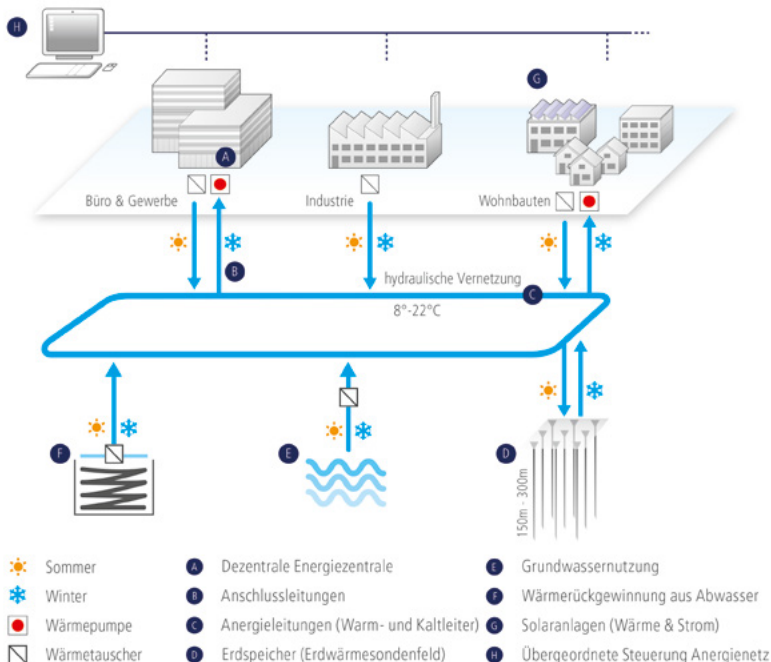 H
G
A
Büro & Gewerbe
Industrie
Wohnbauten
B
hydraulische Vernetzung
C
8°-22°C
F
E
D
150m - 300m
Sommer
Winter
Wärmepumpe
Wärmetauscher
A Dezentrale Energiezentrale
B Anschlussleitungen
C Anergieleitungen (Warm- und Kaltleiter)
D Erdspeicher (Erdwärmesondenfeld)
E Grundwassernutzung
F Wärmerückgewinnung aus Abwasser
G Solaranlagen (Wärme & Strom)
H Übergeordnete Steuerung Anergienetz